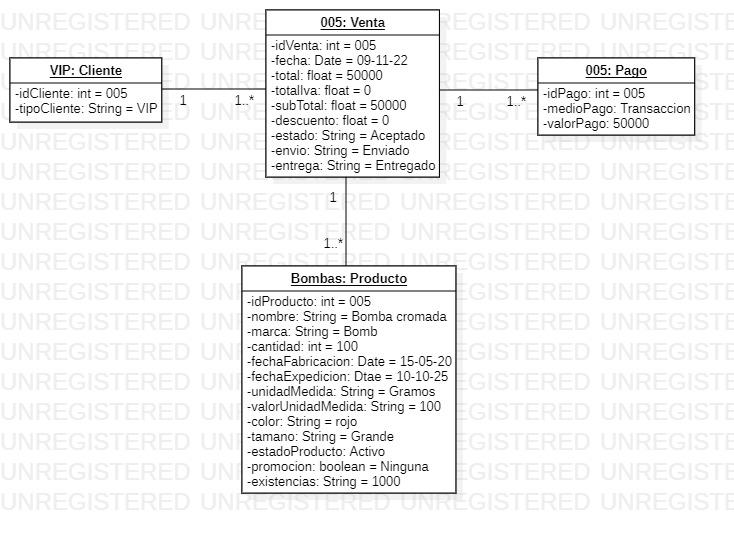 005: Venta
-idVenta: int = 005
-fecha: Date = 09-11-22
-total: float = 50000
-totalIva: float = 0
-subTotal: float = 50000
-descuento: float = 0
-estado: String = Aceptado
-envio: String = Enviado
-entrega: String = Entregado
VIP: Cliente
-idCliente: int = 005
-tipoCliente: String = VIP
1
1..*
005: Pago
-idPago: int = 005
-medioPago: Transaccion
-valorPago: 50000
1
1..*
1
1..*
Bombas: Producto
-idProducto: int = 005
-nombre: String = Bomba cromada
-marca: String = Bomb
-cantidad: int = 100
-fechaFabricacion: Date = 15-05-20
-fechaExpedicion: Dtae = 10-10-25
-unidadMedida: String = Gramos
-valorUnidadMedida: String = 100
-color: String = rojo
-tamano: String = Grande
-estadoProducto: Activo
-promocion: boolean = Ninguna
-existencias: String = 1000
UNREGISTERED